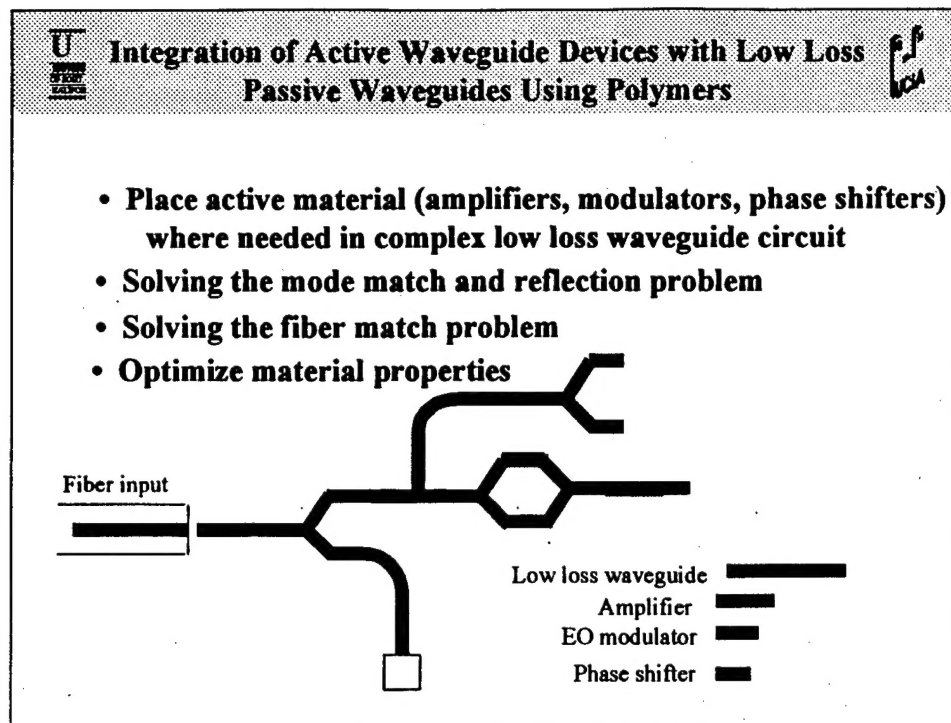 U
Integration of Active Waveguide Devices with Low Loss
Passive Waveguides Using Polymers
• Place active material (amplifiers, modulators, phase shifters)
where needed in complex low loss waveguide circuit
• Solving the mode match and reflection problem
• Solving the fiber match problem
• Optimize material properties
Fiber input
Low loss waveguide
Amplifier
EO modulator
Phase shifter